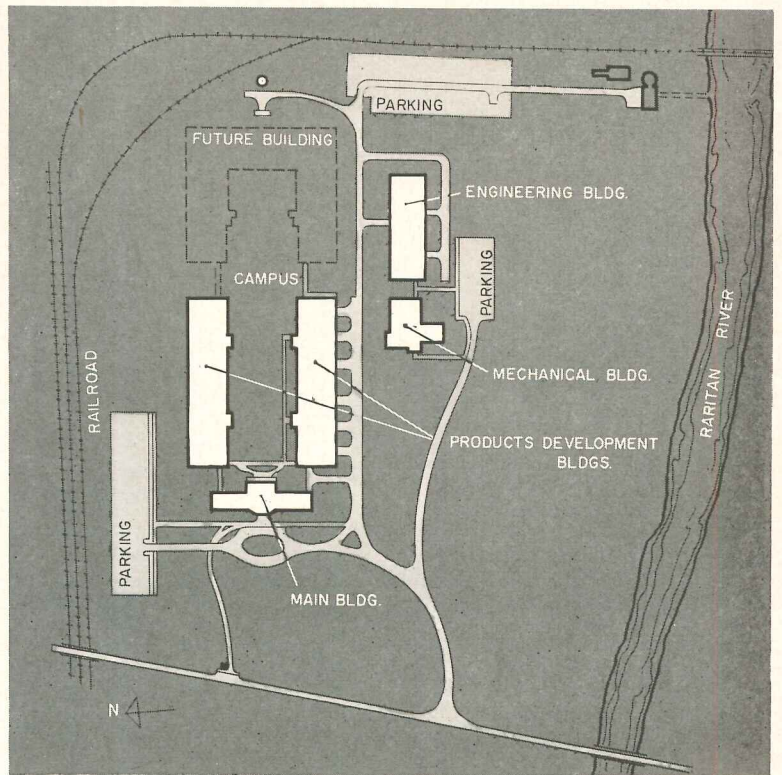 PARKING
FUTURE BUILDING
ENGINEERING BLDG.
CAMPUS
PARKING
RAILROAD
MECHANICAL BLDG.
RARITAN RIVER
PRODUCTS DEVELOPMENT
BLDGS.
PARKING
MAIN BLDG.
N